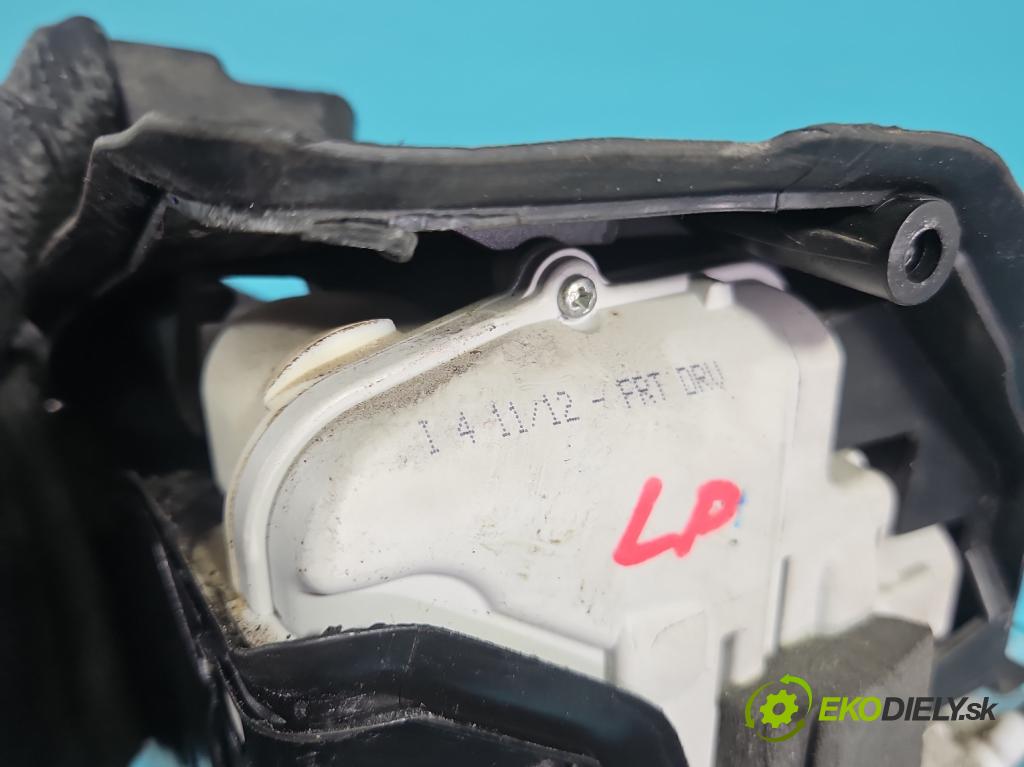 I 4 11/12 - FRT DRV
LP
EKODIELY.sk